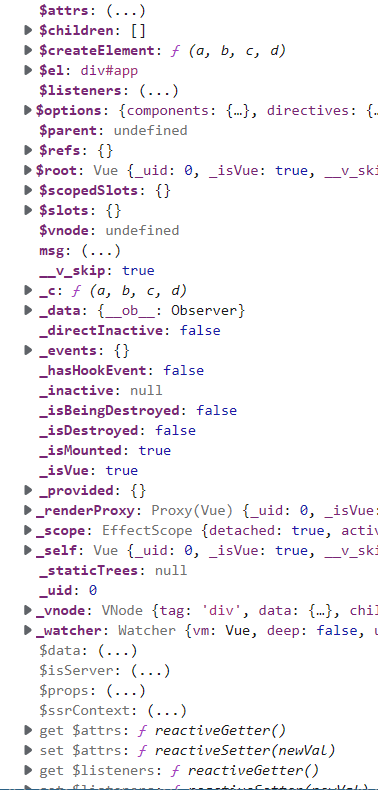 $attrs: (...)
$children: []
$createElement: ƒ (a, b, c, d)
$el: div#app
$listeners: (...)
$options: {components: {…}, directives: {…
$parent: undefined
$refs: {}
$root: Vue {_uid: 0, _isVue: true, __v_ski
$scopedSlots: {}
$slots: {}
$vnode: undefined
msg: (...)
__v_skip: true
_c: ƒ (a, b, c, d)
_data: {__ob__: Observer}
_directInactive: false
_events: {}
_hasHookEvent: false
_inactive: null
_isBeingDestroyed: false
_isDestroyed: false
_isMounted: true
_isVue: true
_provided: {}
_renderProxy: Proxy(Vue) {_uid: 0, _isVue:
_scope: EffectScope {detached: true, activ
_self: Vue {_uid: 0, _isVue: true, __v_ski
_staticTrees: null
_uid: 0
_vnode: VNode {tag: 'div', data: {…}, chil
_watcher: Watcher {vm: Vue, deep: false, u
$data: (...)
$isServer: (...)
$props: (...)
$ssrContext: (...)
get $attrs: ƒ reactiveGetter()
set $attrs: ƒ reactiveSetter(newVal)
get $listeners: ƒ reactiveGetter()
set $listeners: ƒ reactiveSetter(newVal)